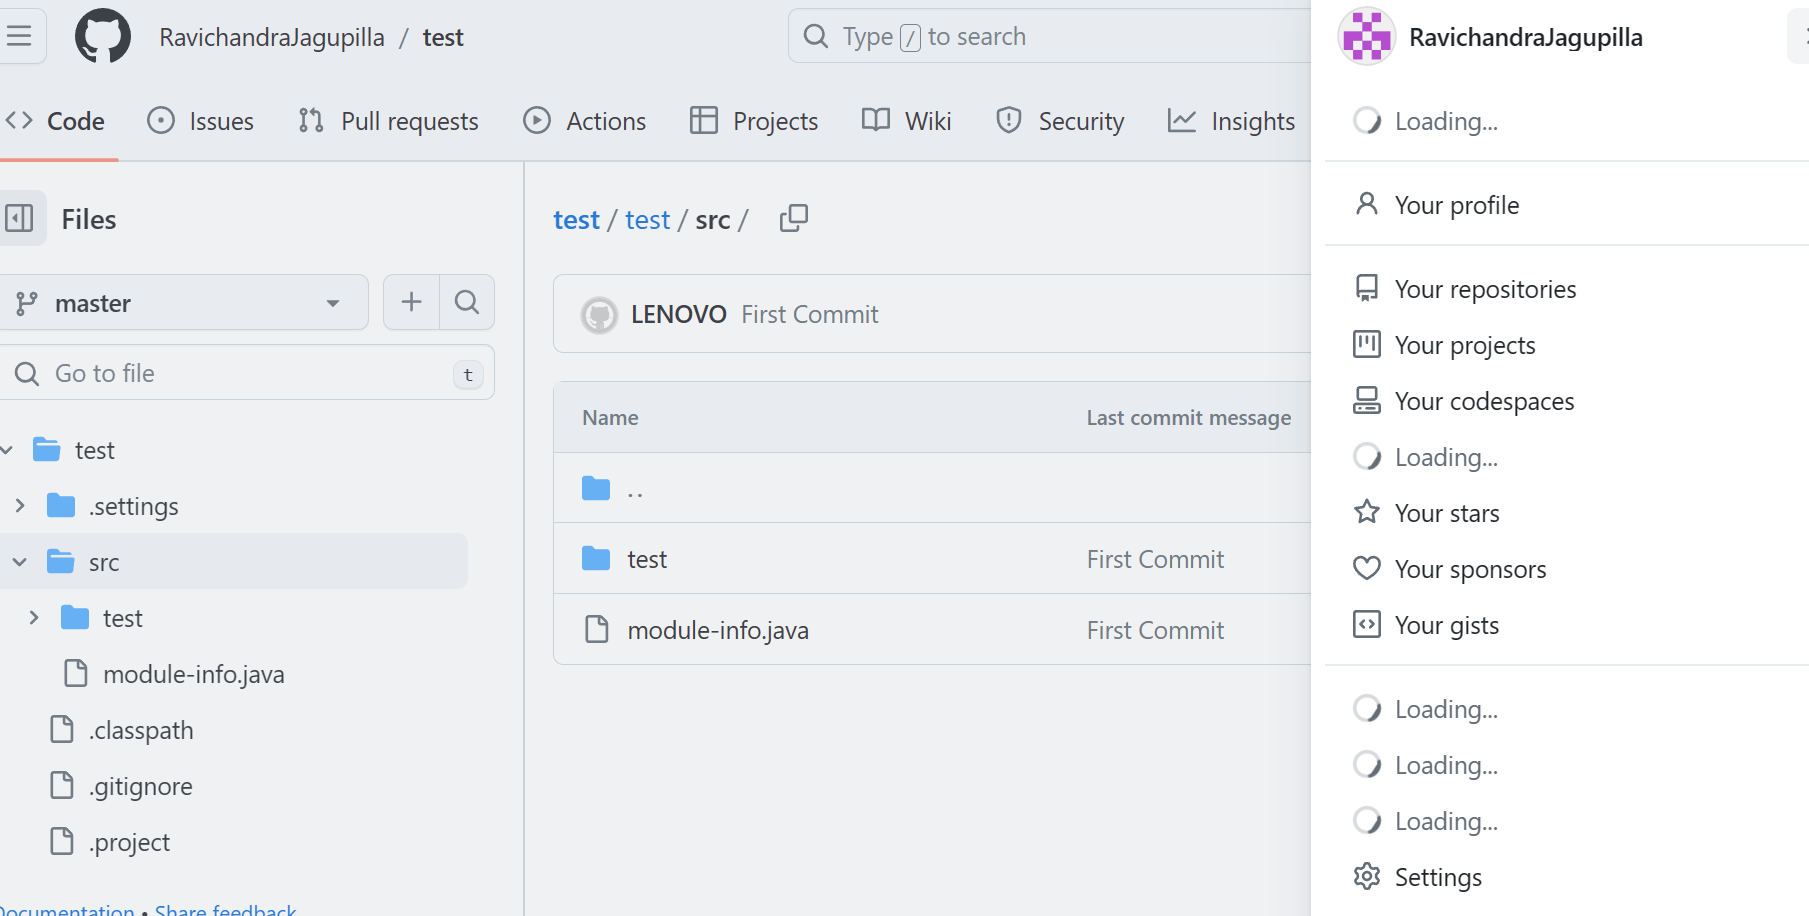 RavichandraJagupilla / test
Type / to search
Code
Issues
Pull requests
Actions
Projects
Wiki
Security
Insights
Files
master
Go to file
t
test
.settings
src
test
module-info.java
.classpath
.gitignore
.project
Documentation • Share feedback
test / test / src /
LENOVO First Commit
Name Last commit message
..
test First Commit
module-info.java First Commit
RavichandraJagupilla
Loading...
Your profile
Your repositories
Your projects
Your codespaces
Loading...
Your stars
Your sponsors
Your gists
Loading...
Loading...
Loading...
Settings